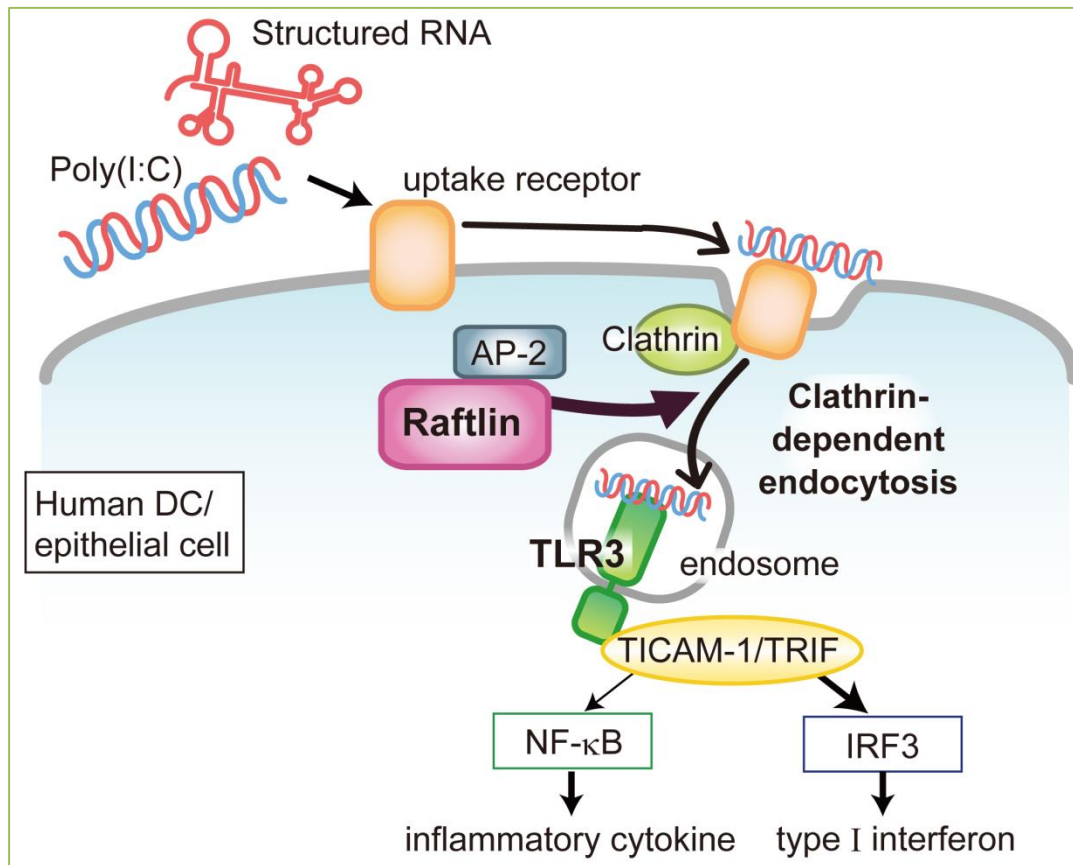 Structured RNA
Poly(I:C)
uptake receptor
AP-2
Clathrin
Raftlin
Clathrin-
dependent
endocytosis
Human DC/
epithelial cell
TLR3
endosome
TICAM-1/TRIF
NF-κB
IRF3
inflammatory cytokine
type I interferon